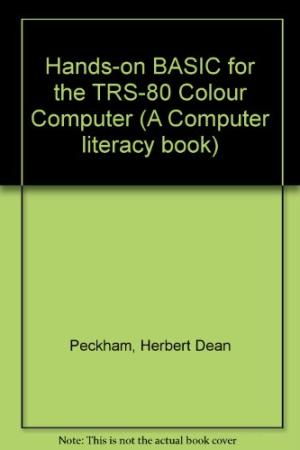 Hands-on BASIC for
the TRS-80 Colour
Computer (A Computer
literacy book)
Peckham, Herbert Dean
Note: This is not the actual book cover